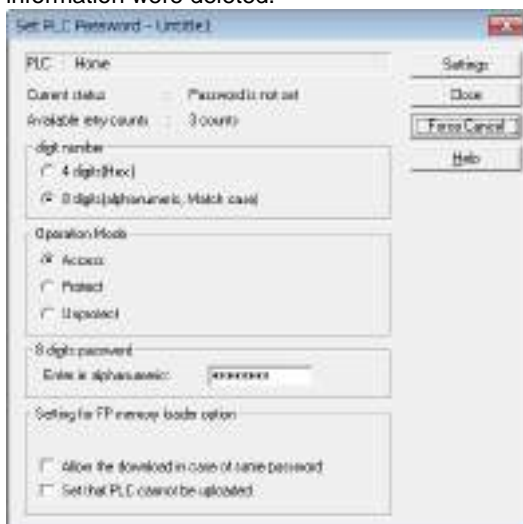 information were deleted.
Set PLC Password - Untitle1
PLC : Home
Settings
Current status : Password is not set
Close
Available retry counts : 3 counts
Force Cancel
digit number
Help
4 digits(Hex)
8 digits(alphanumeric, Match case)
Operation Mode
Access
Protect
Unprotect
8 digits password
Enter in alphanumeric: ********
Setting for FP memory loader option
Allow the download in case of same password
Set that PLC cannot be uploaded